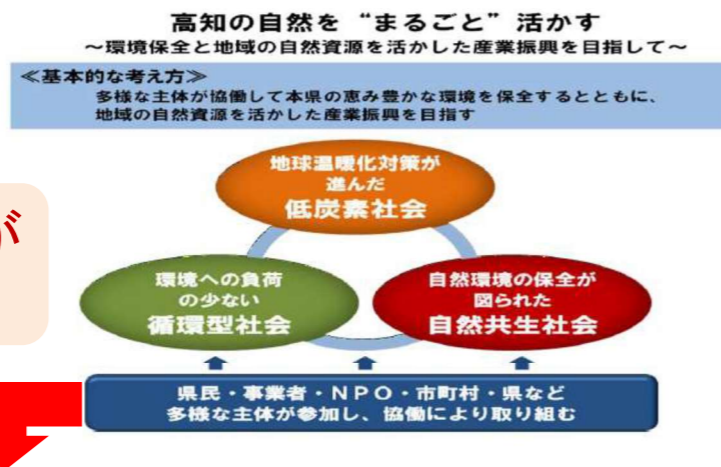 高知の自然を“まるごと”活かす
～環境保全と地域の自然資源を活かした産業振興を目指して～
≪基本的な考え方≫
多様な主体が協働して本県の恵み豊かな環境を保全するとともに、
地域の自然資源を活かした産業振興を目指す
地球温暖化対策が
進んだ
低炭素社会
が
環境への負荷
の少ない
循環型社会
自然環境の保全が
図られた
自然共生社会
県民・事業者・NPO・市町村・県など
多様な主体が参加し、協働により取り組む